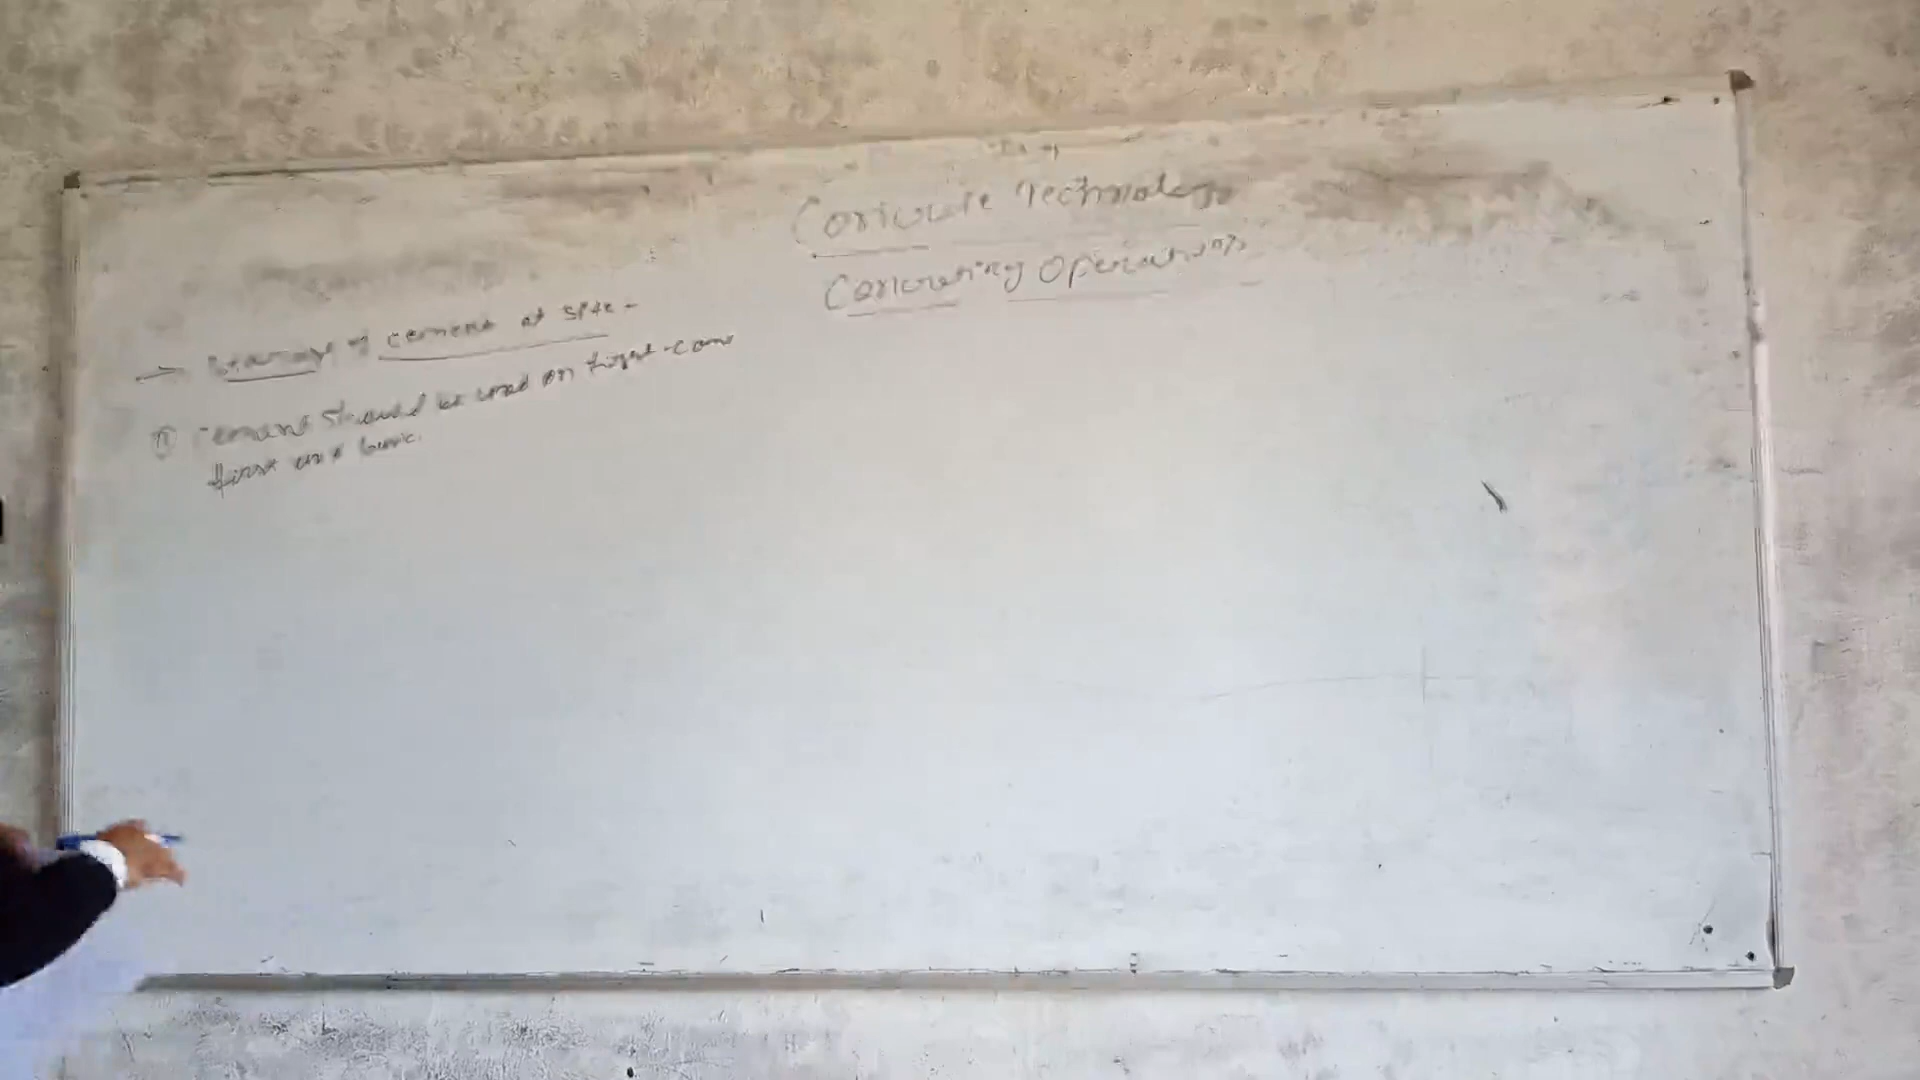 Concrete Technology
Concreting Operations
→ Storage of cement at site -
① Cement should be used on first-come
first use basic.